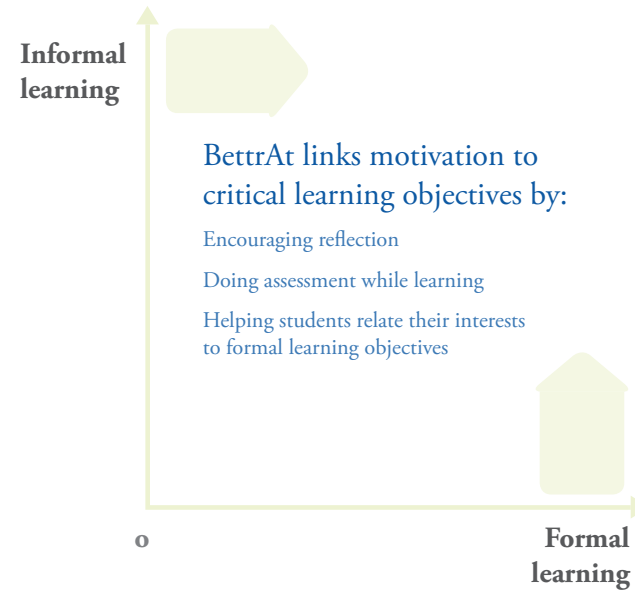 Informal
learning
BettrAt links motivation to
critical learning objectives by:
Encouraging reflection
Doing assessment while learning
Helping students relate their interests
to formal learning objectives
0
Formal
learning